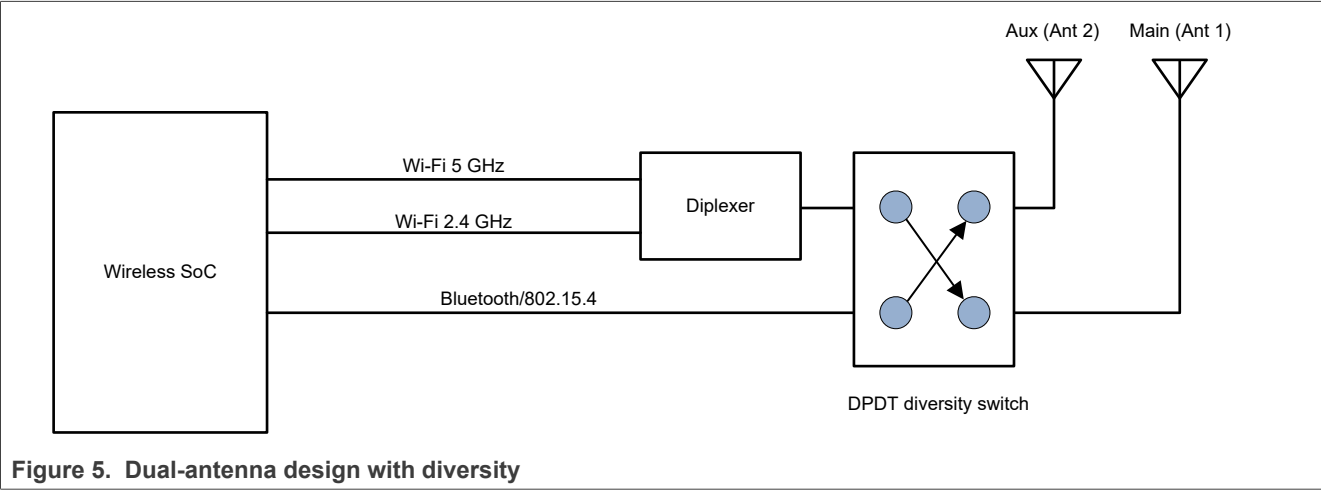 Aux (Ant 2)
Main (Ant 1)
Wi-Fi 5 GHz
Diplexer
Wi-Fi 2.4 GHz
Wireless SoC
Bluetooth/802.15.4
DPDT diversity switch
Figure 5. Dual-antenna design with diversity